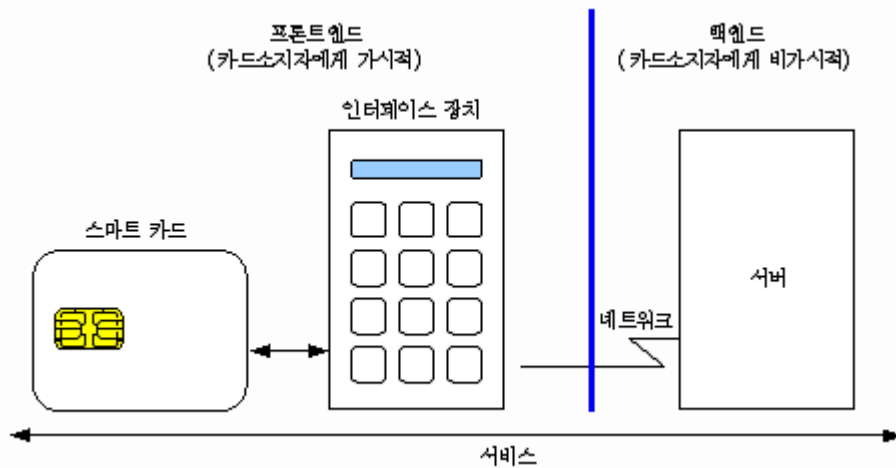 프론트엔드
(카드소지자에게 가시적)
백엔드
(카드소지자에게 비가시적)
인터페이스 장치
스마트 카드
서버
네트워크
서비스